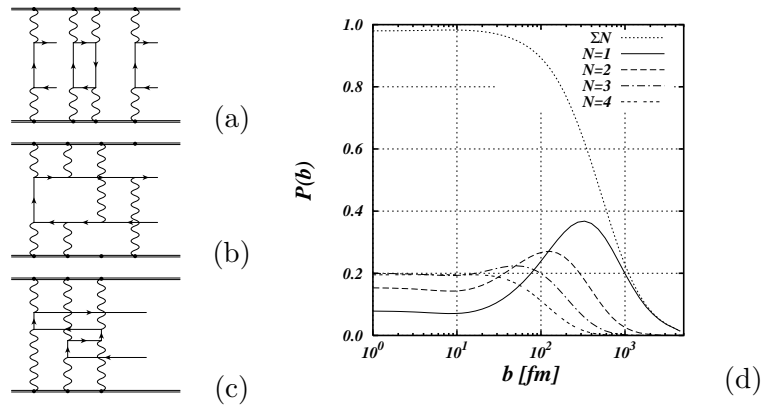 (a)
(b)
(c)
P(b)
1.0
0.8
0.6
0.4
0.2
0.0
ΣN
N=1
N=2
N=3
N=4
10^0
10^1
10^2
10^3
b [fm]
(d)